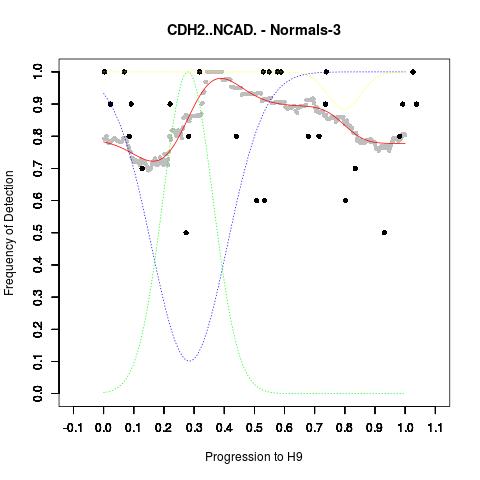 CDH2..NCAD. - Normals-3
1.0
0.9
0.8
0.7
0.6
0.5
0.4
0.3
0.2
0.1
0.0
Frequency of Detection
-0.1 0.0 0.1 0.2 0.3 0.4 0.5 0.6 0.7 0.8 0.9 1.0 1.1
Progression to H9